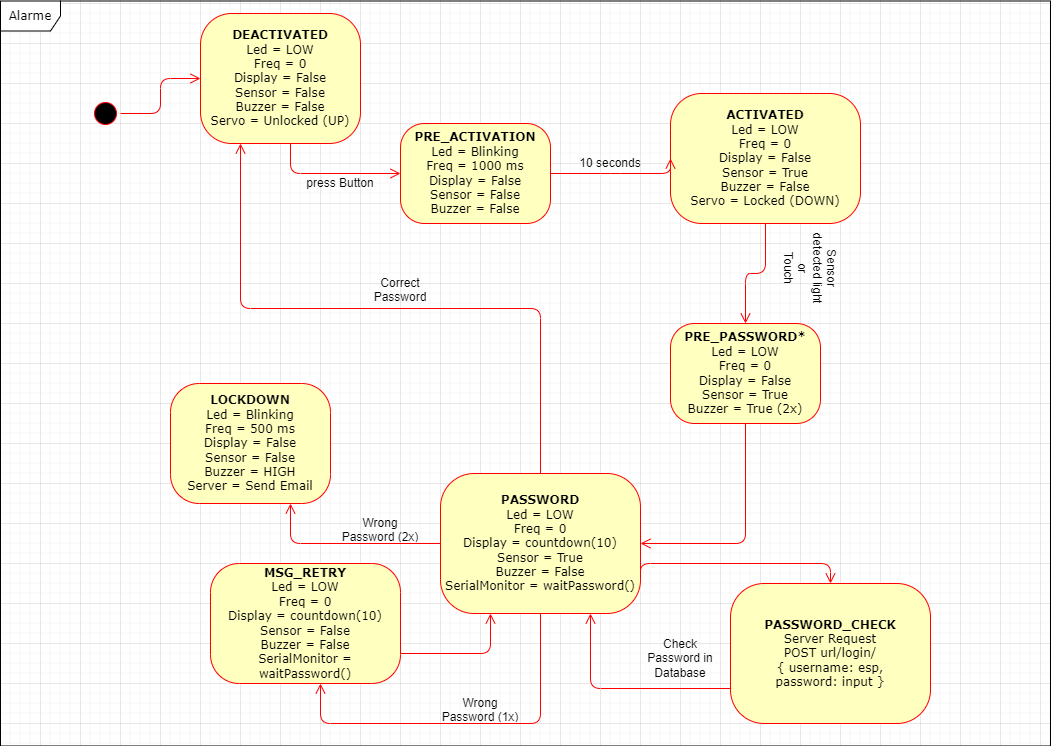 Alarme
DEACTIVATED
Led = LOW
Freq = 0
Display = False
Sensor = False
Buzzer = False
Servo = Unlocked (UP)
press Button
PRE_ACTIVATION
Led = Blinking
Freq = 1000 ms
Display = False
Sensor = False
Buzzer = False
10 seconds
ACTIVATED
Led = LOW
Freq = 0
Display = False
Sensor = True
Buzzer = False
Servo = Locked (DOWN)
Sensor
detected light
or
Touch
PRE_PASSWORD*
Led = LOW
Freq = 0
Display = False
Sensor = True
Buzzer = True (2x)
Correct
Password
LOCKDOWN
Led = Blinking
Freq = 500 ms
Display = False
Sensor = False
Buzzer = HIGH
Server = Send Email
Wrong
Password (2x)
PASSWORD
Led = LOW
Freq = 0
Display = countdown(10)
Sensor = True
Buzzer = False
SerialMonitor = waitPassword()
MSG_RETRY
Led = LOW
Freq = 0
Display = countdown(10)
Sensor = False
Buzzer = False
SerialMonitor =
waitPassword()
Wrong
Password (1x)
Check
Password in
Database
PASSWORD_CHECK
Server Request
POST url/login/
{ username: esp,
password: input }